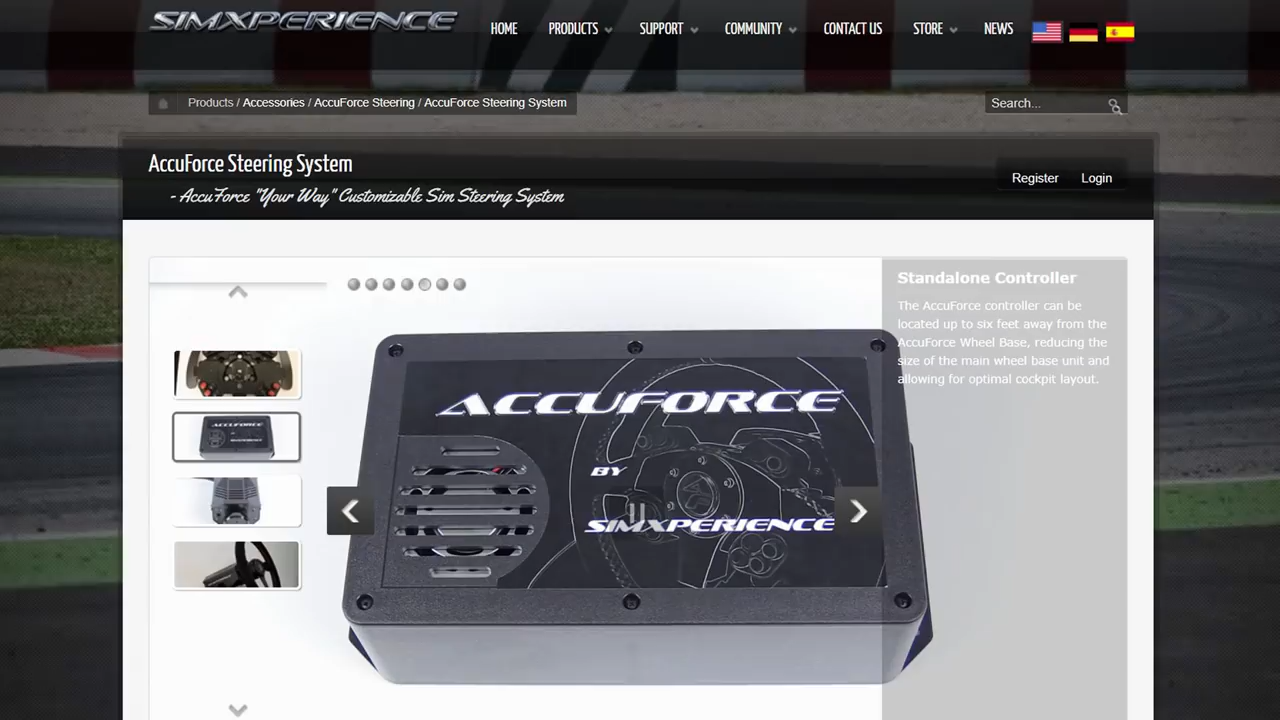 SIMXPERIENCE
HOME PRODUCTS SUPPORT COMMUNITY CONTACT US STORE NEWS
Products / Accessories / AccuForce Steering / AccuForce Steering System
Search...
AccuForce Steering System
- AccuForce "Your Way" Customizable Sim Steering System
Register Login
Standalone Controller
The AccuForce controller can be
located up to six feet away from the
AccuForce Wheel Base, reducing the
size of the main wheel base unit and
allowing for optimal cockpit layout.
ACCUFORCE
BY
SIMXPERIENCE
ACCUFORCE